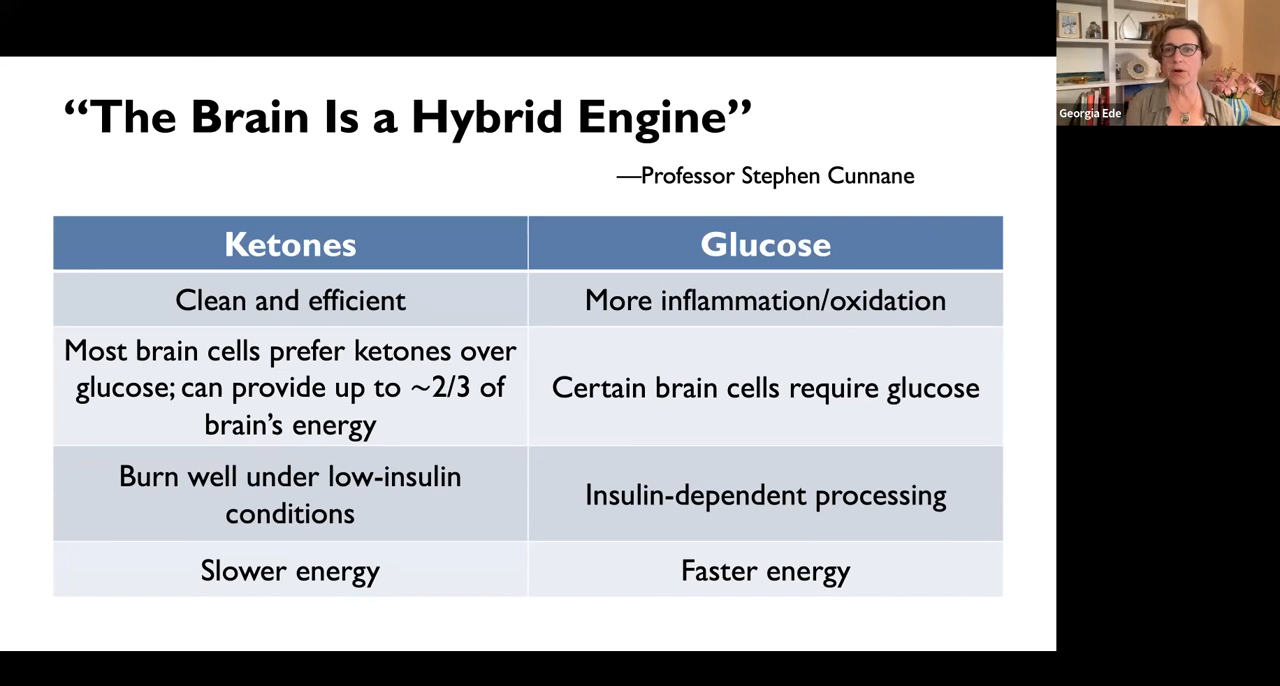 “The Brain Is a Hybrid Engine”
—Professor Stephen Cunnane
Ketones
Glucose
Clean and efficient
More inflammation/oxidation
Most brain cells prefer ketones over
glucose; can provide up to ~2/3 of
brain’s energy
Certain brain cells require glucose
Burn well under low-insulin
conditions
Insulin-dependent processing
Slower energy
Faster energy
Georgia Ede